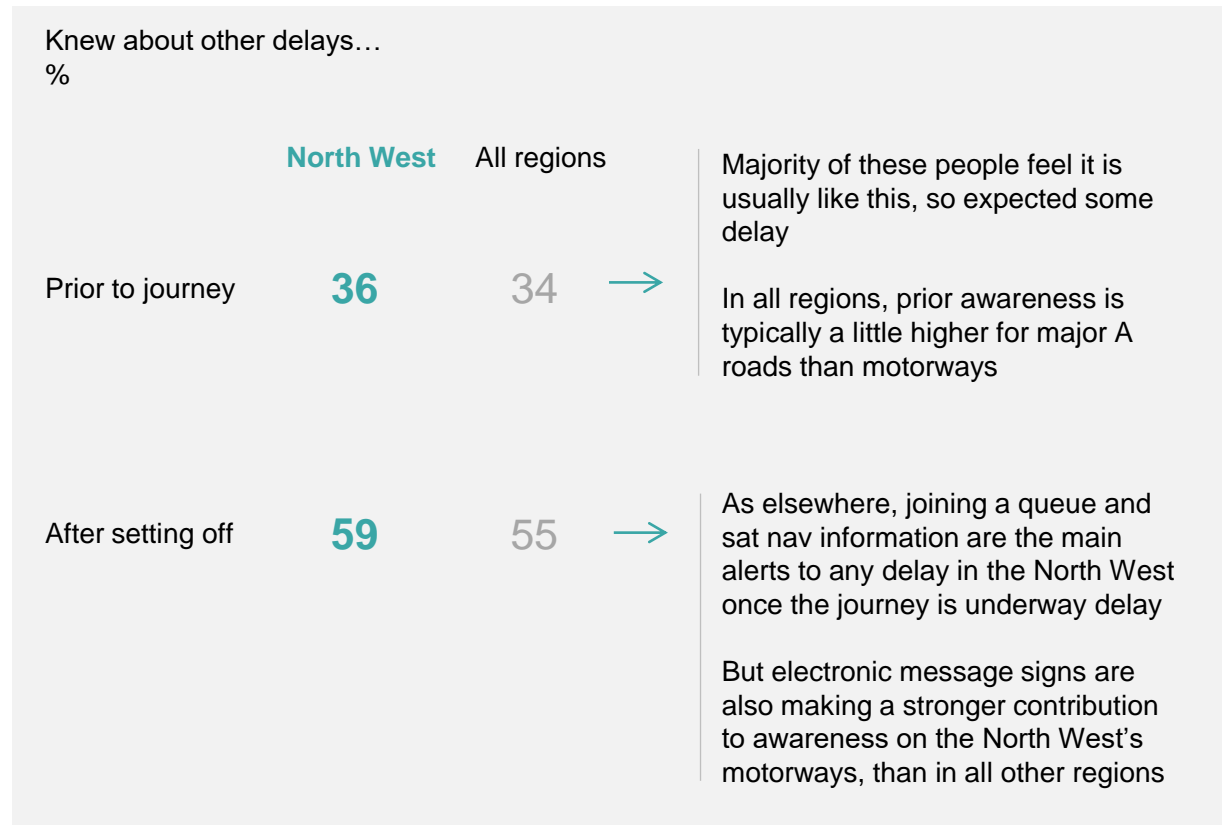 Knew about other delays…
%
North West All regions
Prior to journey 36 34
Majority of these people feel it is
usually like this, so expected some
delay
In all regions, prior awareness is
typically a little higher for major A
roads than motorways
After setting off 59 55
As elsewhere, joining a queue and
sat nav information are the main
alerts to any delay in the North West
once the journey is underway delay
But electronic message signs are
also making a stronger contribution
to awareness on the North West’s
motorways, than in all other regions